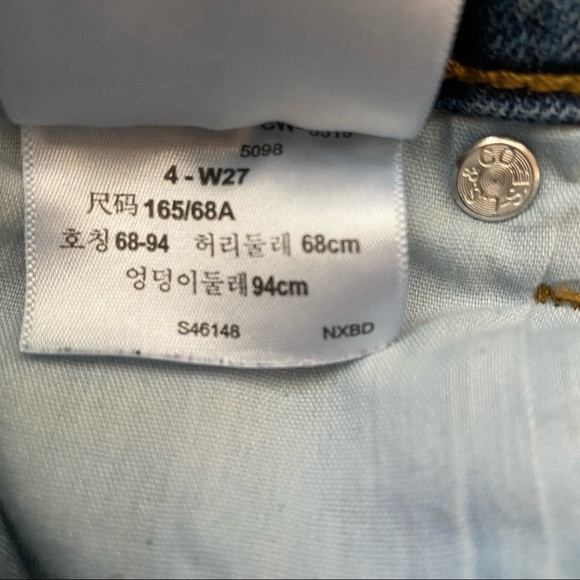 5098
4-W27
尺码 165/68A
호칭 68-94 허리둘레 68cm
엉덩이둘레 94cm
S46148 NXBD